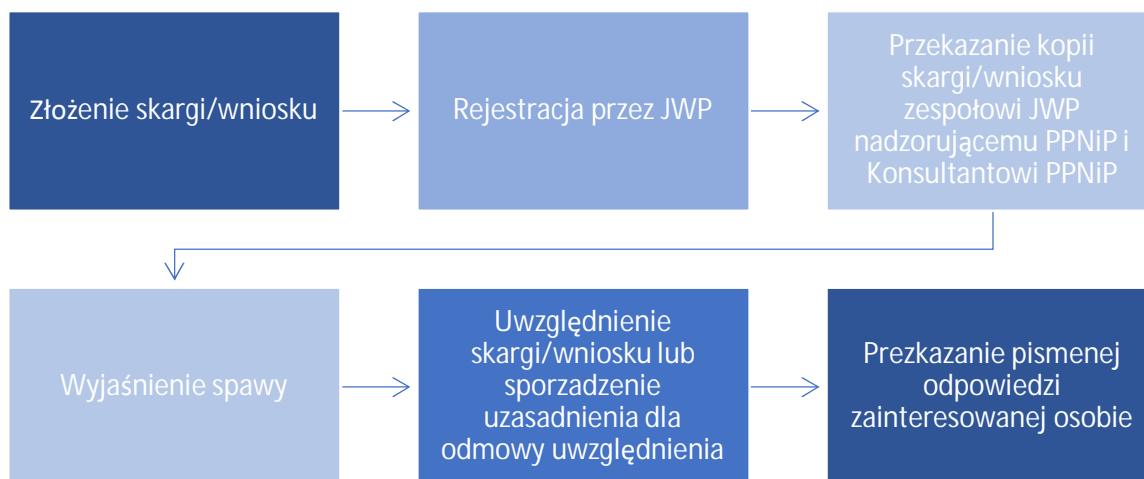 Złożenie skargi/wniosku
Rejestracja przez JWP
Przekazanie kopii
skargi/wniosku
zespołowi JWP
nadzorującemu PPNiP i
Konsultantowi PPNiP
Wyjaśnienie spawy
Uwzględnienie
skargi/wniosku lub
sporzadzenie
uzasadnienia dla
odmowy uwzględnienia
Prezkazanie pismenej
odpowiedzi
zainteresowanej osobie